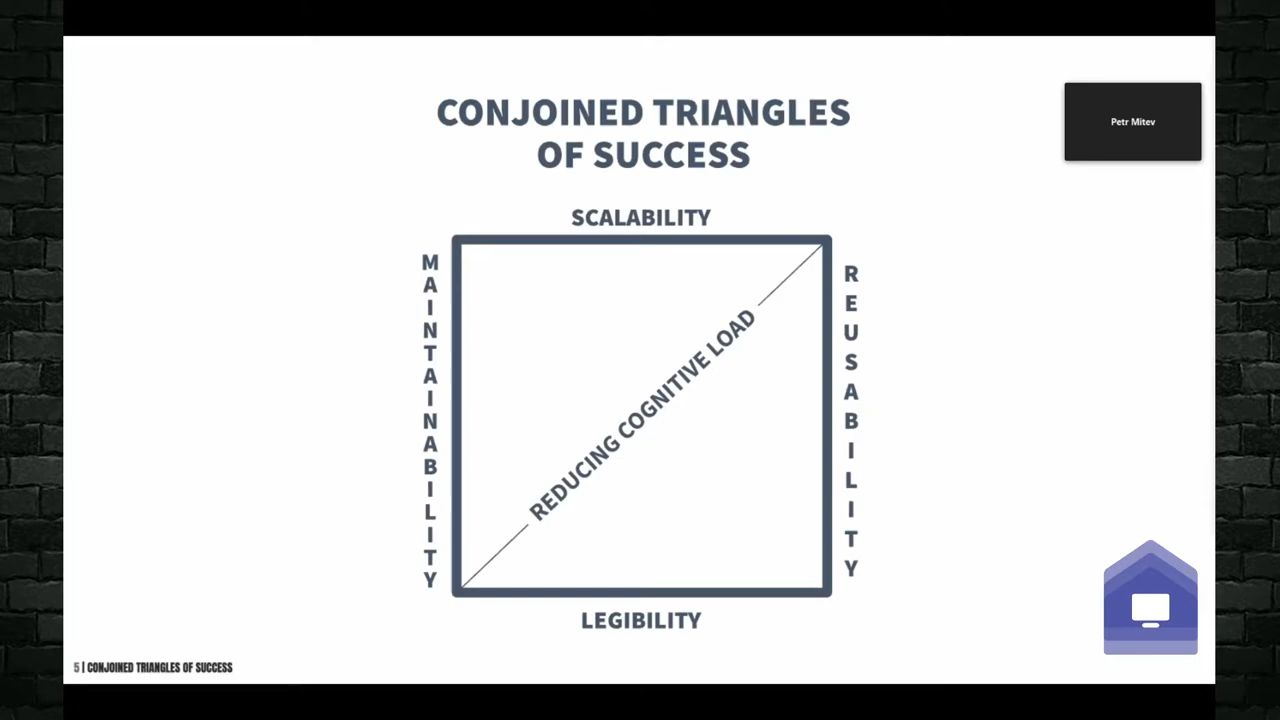 CONJOINED TRIANGLES
OF SUCCESS
Petr Mitev
SCALABILITY
MAINTAINABILITY
REDUCING COGNITIVE LOAD
REUSABILITY
LEGIBILITY
5 | CONJOINED TRIANGLES OF SUCCESS